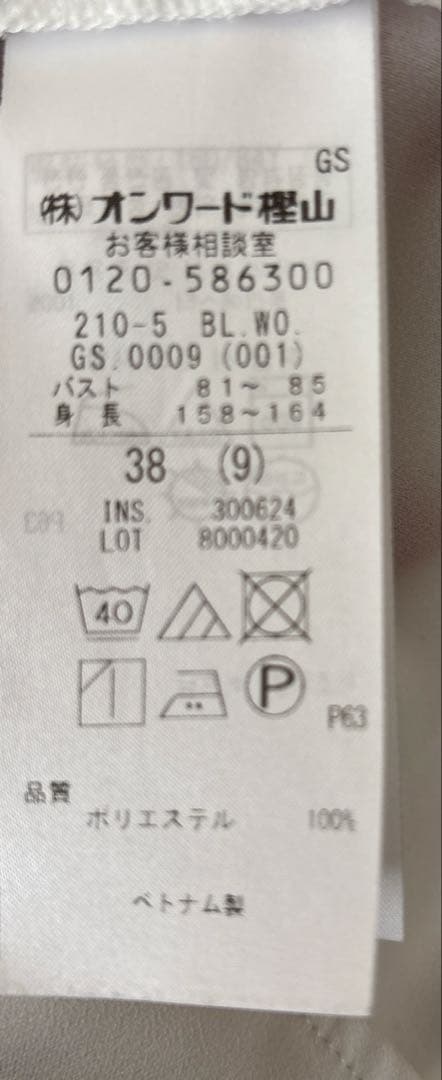 GS
(株)オンワード樫山
お客様相談室
0120-586300
210-5 BL.WO.
GS.0009 (001)
バスト 81～ 85
身 長 158～164
38 (9)
INS. 300624
LOT 8000420
40
P
P63
品質
ポリエステル 100%
ベトナム製